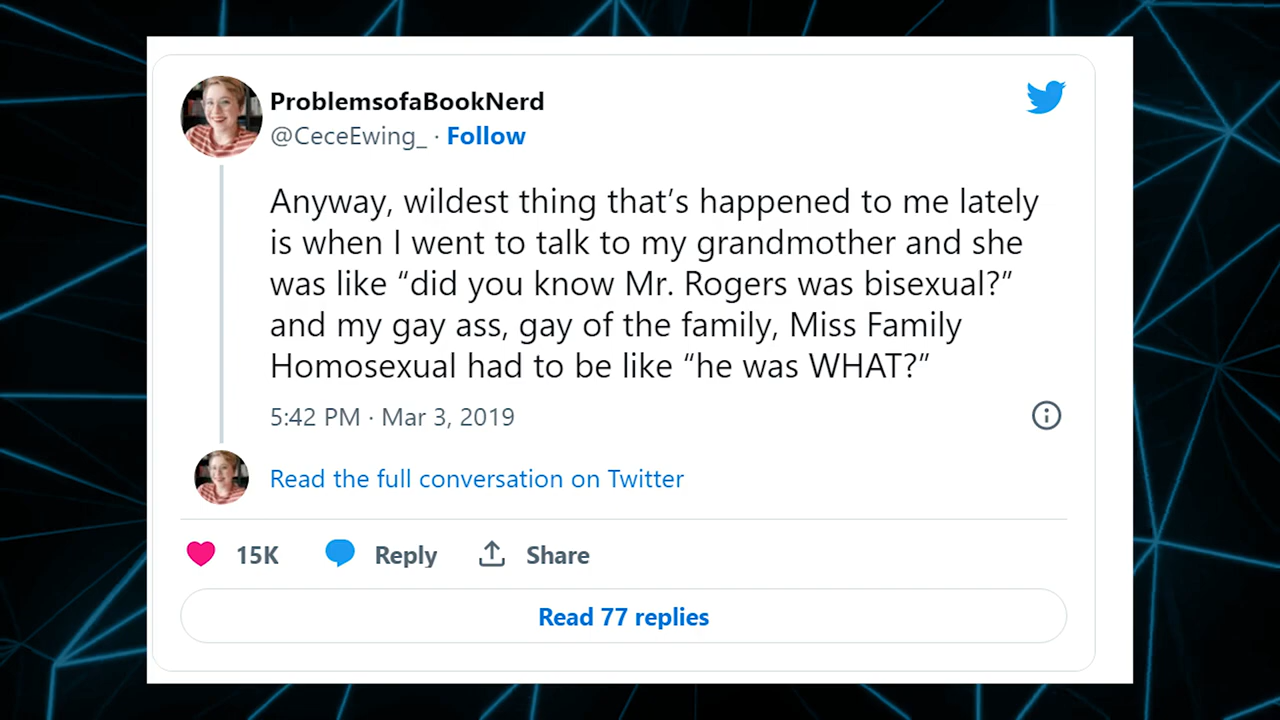 ProblemsofaBookNerd
@CeceEwing_ · Follow
Anyway, wildest thing that’s happened to me lately
is when I went to talk to my grandmother and she
was like “did you know Mr. Rogers was bisexual?”
and my gay ass, gay of the family, Miss Family
Homosexual had to be like “he was WHAT?”
5:42 PM · Mar 3, 2019
Read the full conversation on Twitter
15K Reply Share
Read 77 replies